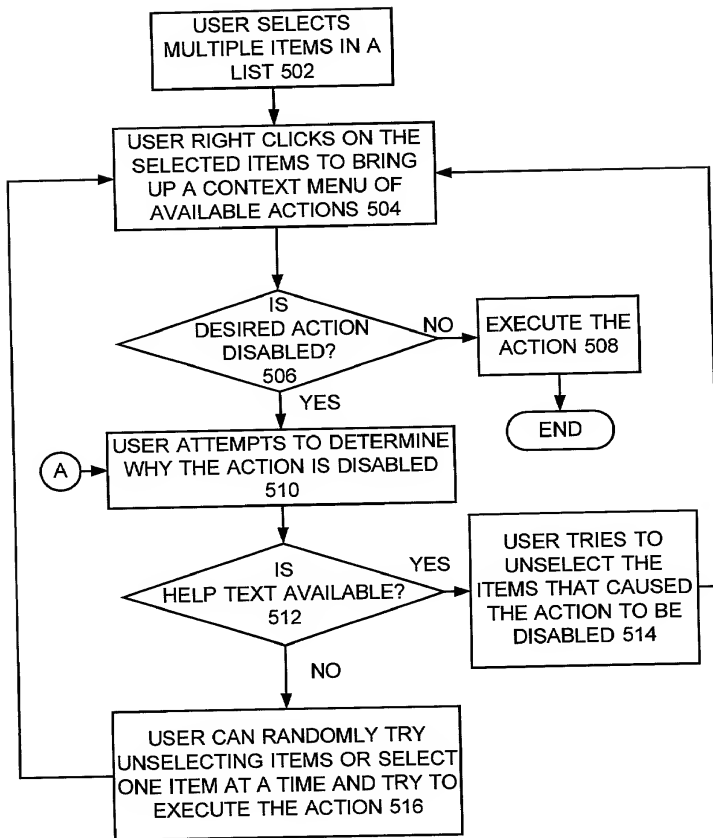 USER SELECTS
MULTIPLE ITEMS IN A
LIST 502
USER RIGHT CLICKS ON THE
SELECTED ITEMS TO BRING
UP A CONTEXT MENU OF
AVAILABLE ACTIONS 504
IS
DESIRED ACTION
DISABLED?
506
NO
EXECUTE THE
ACTION 508
END
YES
A
USER ATTEMPTS TO DETERMINE
WHY THE ACTION IS DISABLED
510
IS
HELP TEXT AVAILABLE?
512
YES
USER TRIES TO
UNSELECT THE
ITEMS THAT CAUSED
THE ACTION TO BE
DISABLED 514
NO
USER CAN RANDOMLY TRY
UNSELECTING ITEMS OR SELECT
ONE ITEM AT A TIME AND TRY TO
EXECUTE THE ACTION 516